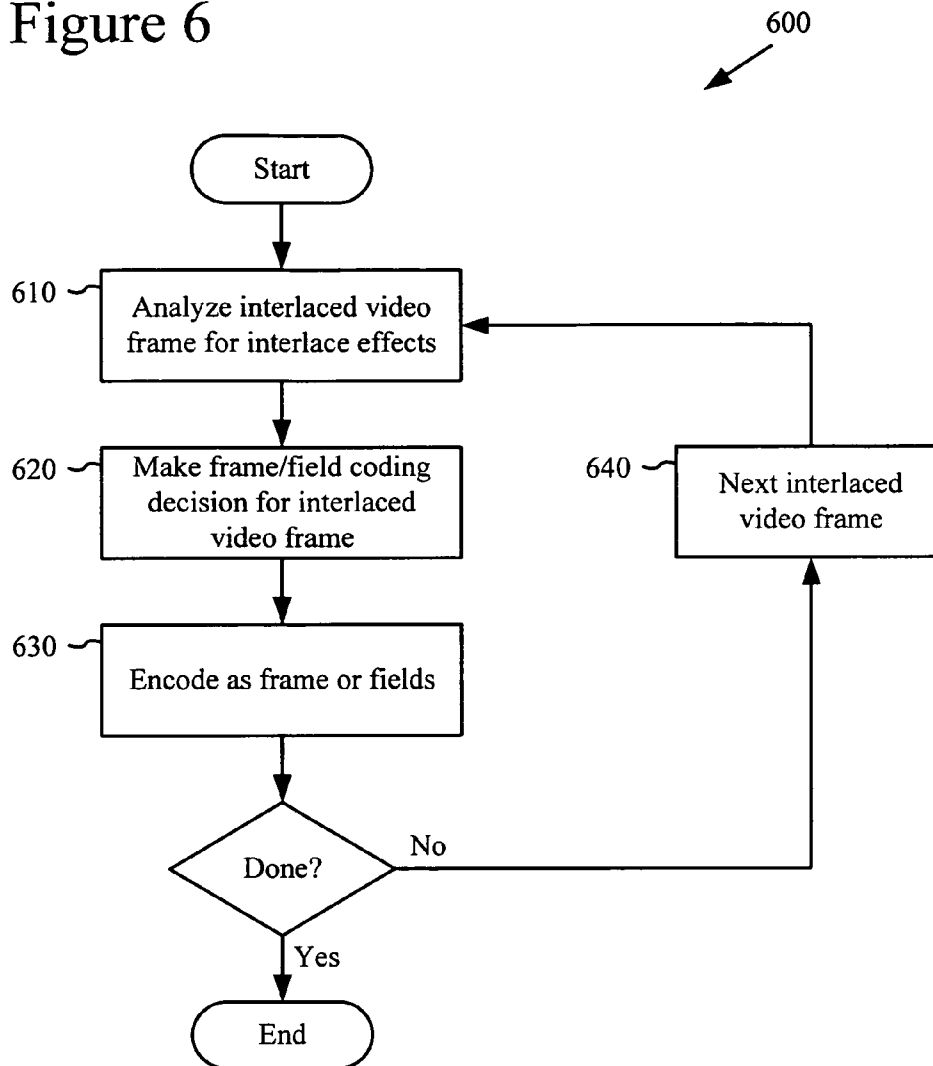 Figure 6
600
Start
610
Analyze interlaced video
frame for interlace effects
620
Make frame/field coding
decision for interlaced
video frame
640
Next interlaced
video frame
630
Encode as frame or fields
Done?
No
Yes
End